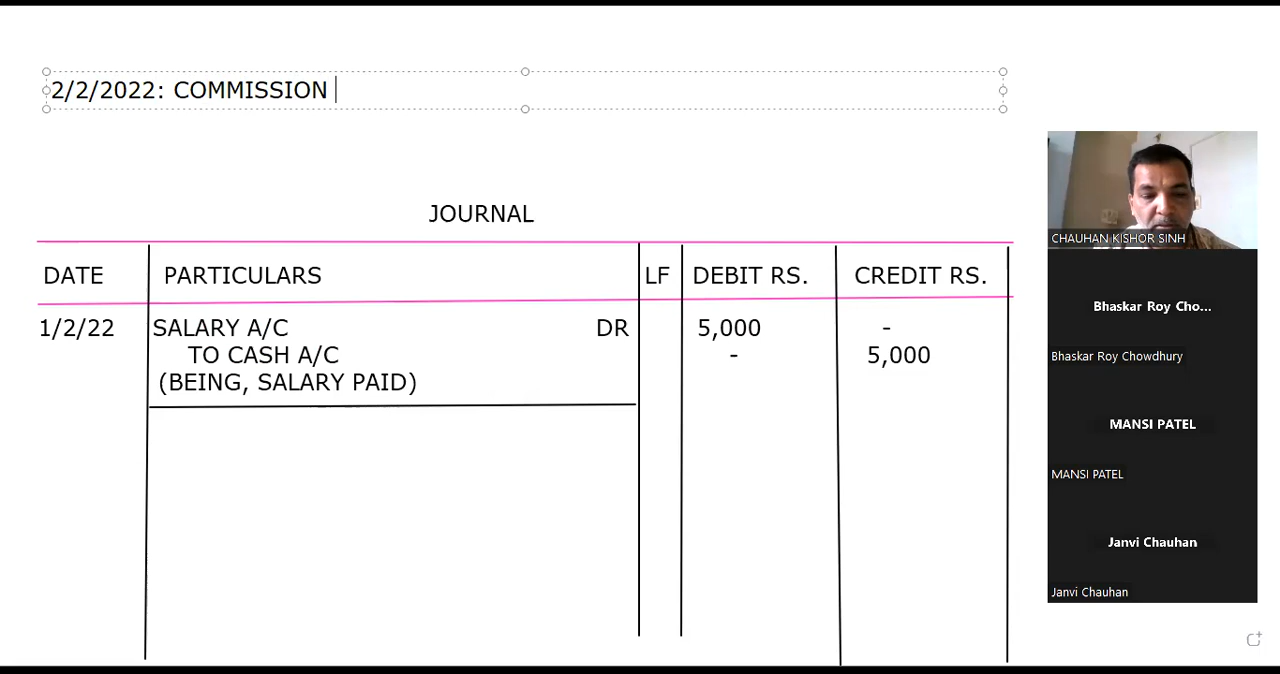 2/2/2022: COMMISSION
JOURNAL
DATE PARTICULARS LF DEBIT RS. CREDIT RS.
1/2/22 SALARY A/C DR 5,000 -
TO CASH A/C - 5,000
(BEING, SALARY PAID)
CHAUHAN KISHOR SINH
Bhaskar Roy Cho...
Bhaskar Roy Chowdhury
MANSI PATEL
MANSI PATEL
Janvi Chauhan
Janvi Chauhan